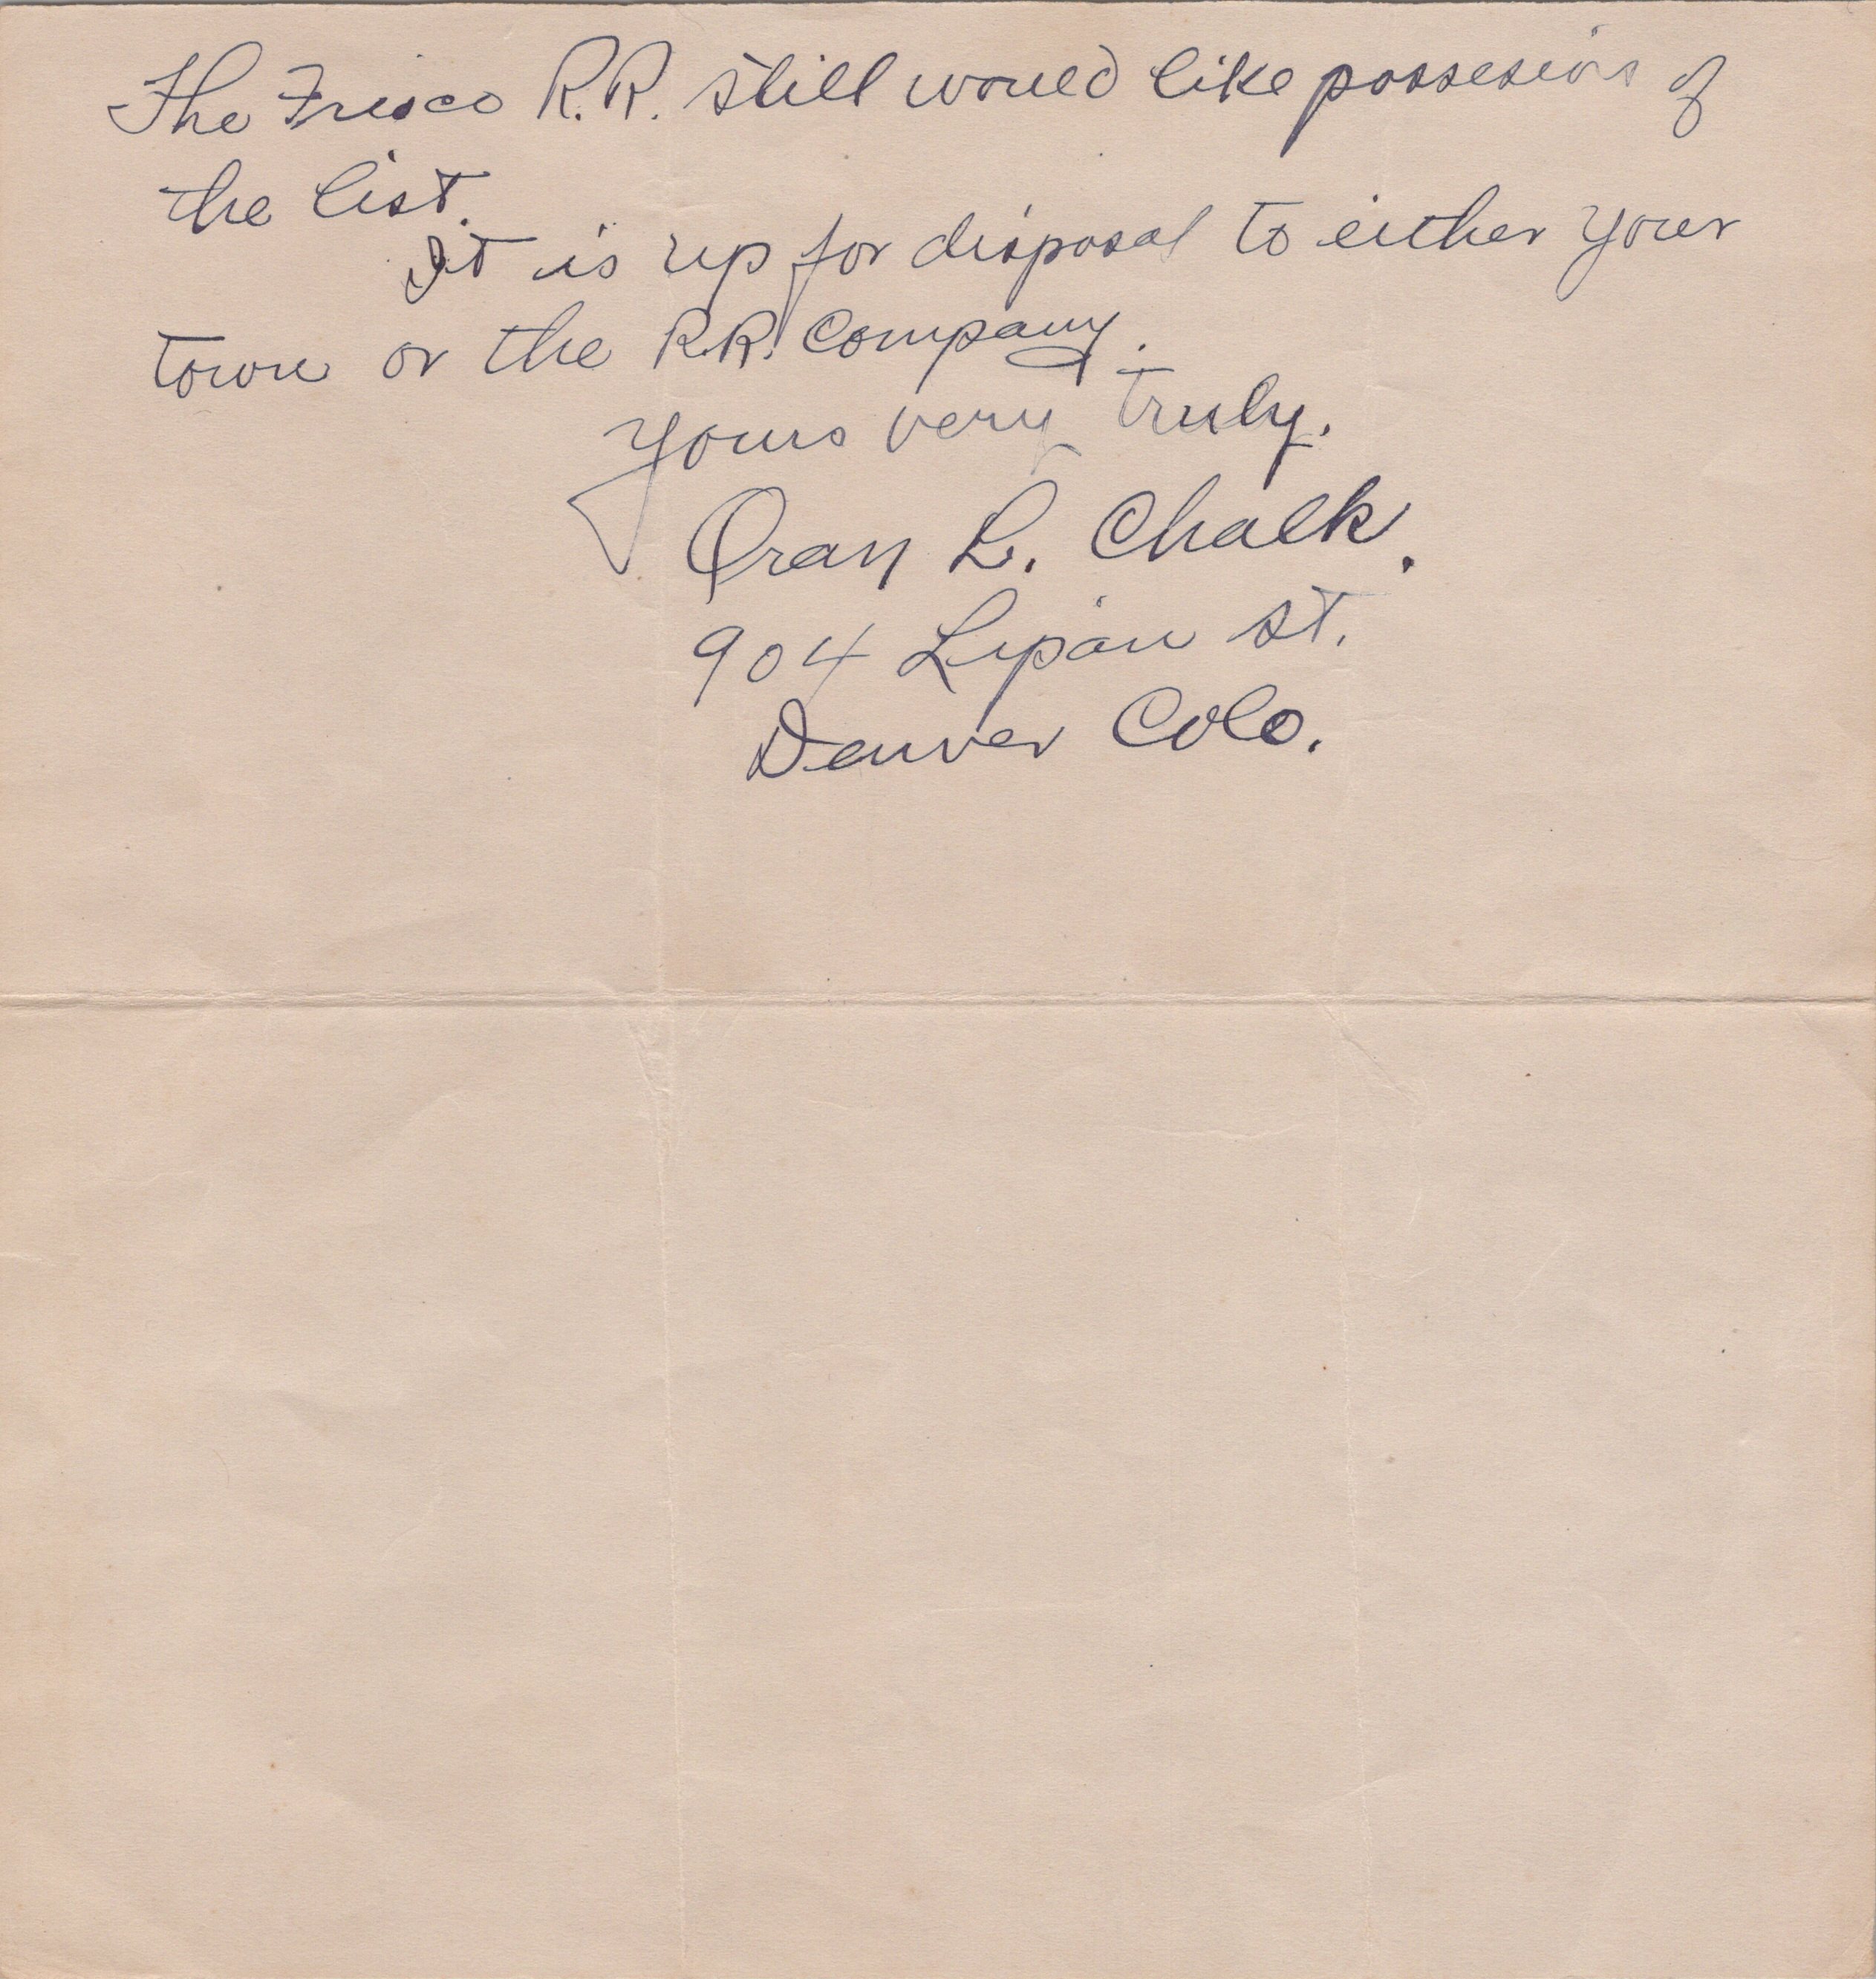 The Frisco R.R. still would like possesion of
the list.
It is up for disposal to either your
town or the R.R. Company.
Yours very truly.
Oran L. Chalk.
904 Lipan St.
Denver Colo.